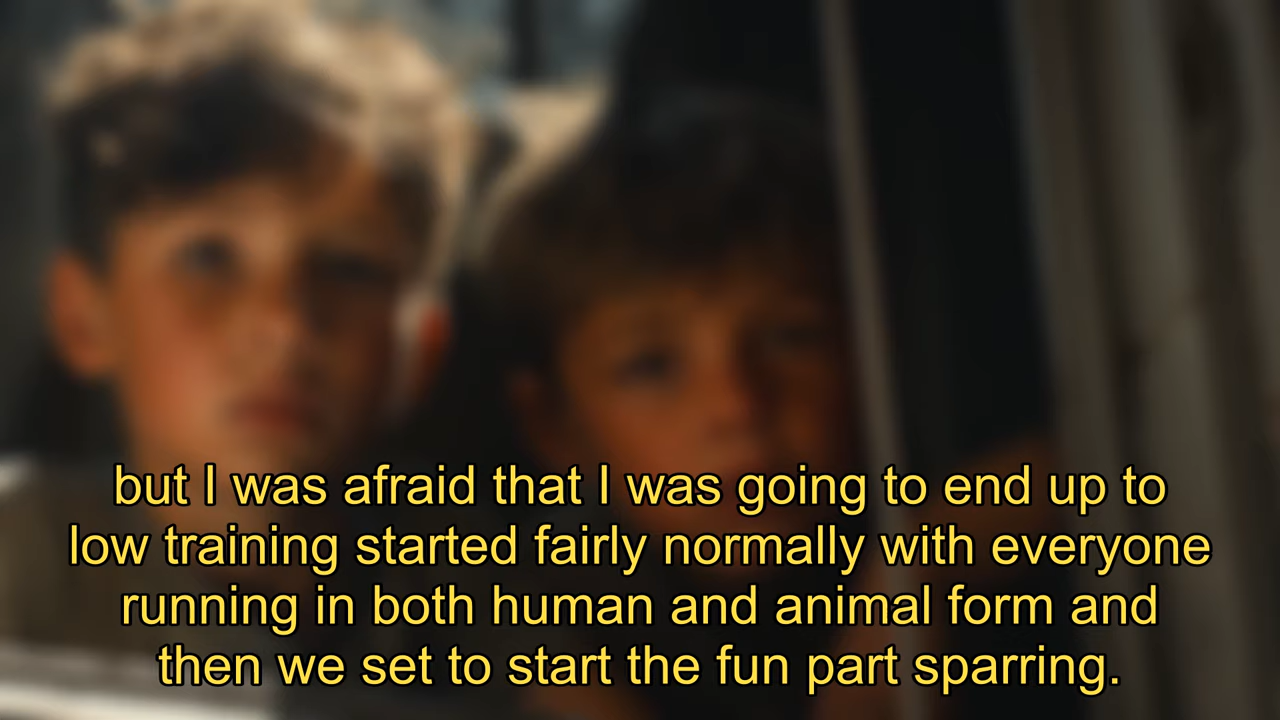 but I was afraid that I was going to end up to
low training started fairly normally with everyone
running in both human and animal form and
then we set to start the fun part sparring.